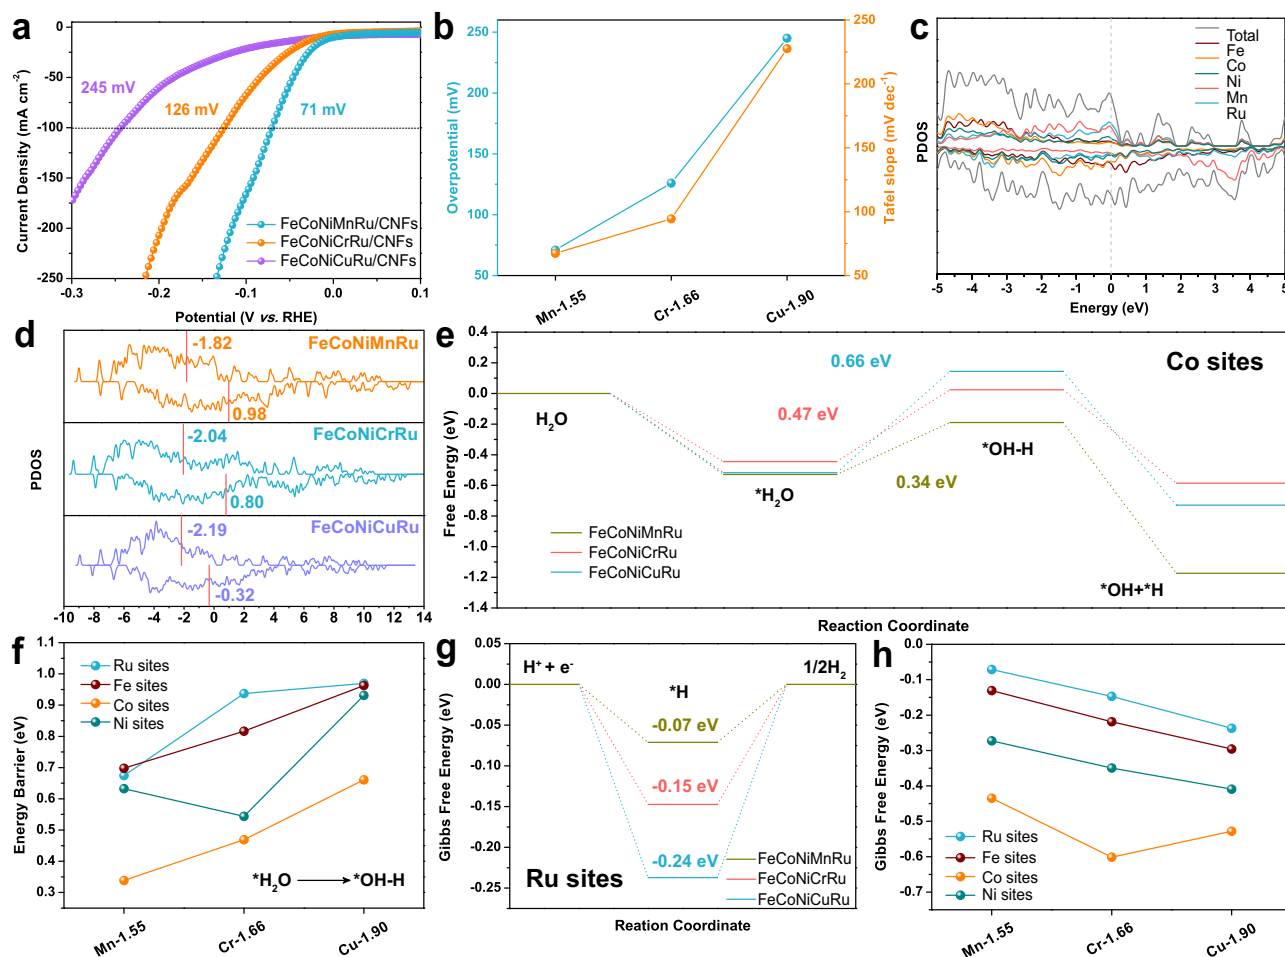 a
0
-50
-100
-150
-200
-250
Current Density (mA cm⁻²)
245 mV
126 mV
71 mV
FeCoNiMnRu/CNFs
FeCoNiCrRu/CNFs
FeCoNiCuRu/CNFs
-0.3 -0.2 -0.1 0.0 0.1
Potential (V vs. RHE)
b
250
200
150
100
50
Overpotential (mV)
250
200
150
100
50
Tafel slope (mV dec⁻¹)
Mn-1.55 Cr-1.66 Cu-1.90
c
PDOS
Total
Fe
Co
Ni
Mn
Ru
-5 -4 -3 -2 -1 0 1 2 3 4 5
Energy (eV)
d
PDOS
-1.82
FeCoNiMnRu
0.98
-2.04
FeCoNiCrRu
0.80
-2.19
FeCoNiCuRu
-0.32
-10 -8 -6 -4 -2 0 2 4 6 8 10 12 14
e
0.4
0.2
0.0
-0.2
-0.4
-0.6
-0.8
-1.0
-1.2
-1.4
Free Energy (eV)
0.66 eV
Co sites
H₂O
0.47 eV
*OH-H
*H₂O
0.34 eV
FeCoNiMnRu
FeCoNiCrRu
FeCoNiCuRu
*OH+*H
Reaction Coordinate
f
1.1
1.0
0.9
0.8
0.7
0.6
0.5
0.4
0.3
Energy Barrier (eV)
Ru sites
Fe sites
Co sites
Ni sites
*H₂O → *OH-H
Mn-1.55 Cr-1.66 Cu-1.90
g
0.05
0.00
-0.05
-0.10
-0.15
-0.20
-0.25
Gibbs Free Energy (eV)
H⁺ + e⁻
*H
1/2H₂
-0.07 eV
-0.15 eV
-0.24 eV
Ru sites
FeCoNiMnRu
FeCoNiCrRu
FeCoNiCuRu
Reation Coordinate
h
0.0
-0.1
-0.2
-0.3
-0.4
-0.5
-0.6
-0.7
Gibbs Free Energy (eV)
Ru sites
Fe sites
Co sites
Ni sites
Mn-1.55 Cr-1.66 Cu-1.90